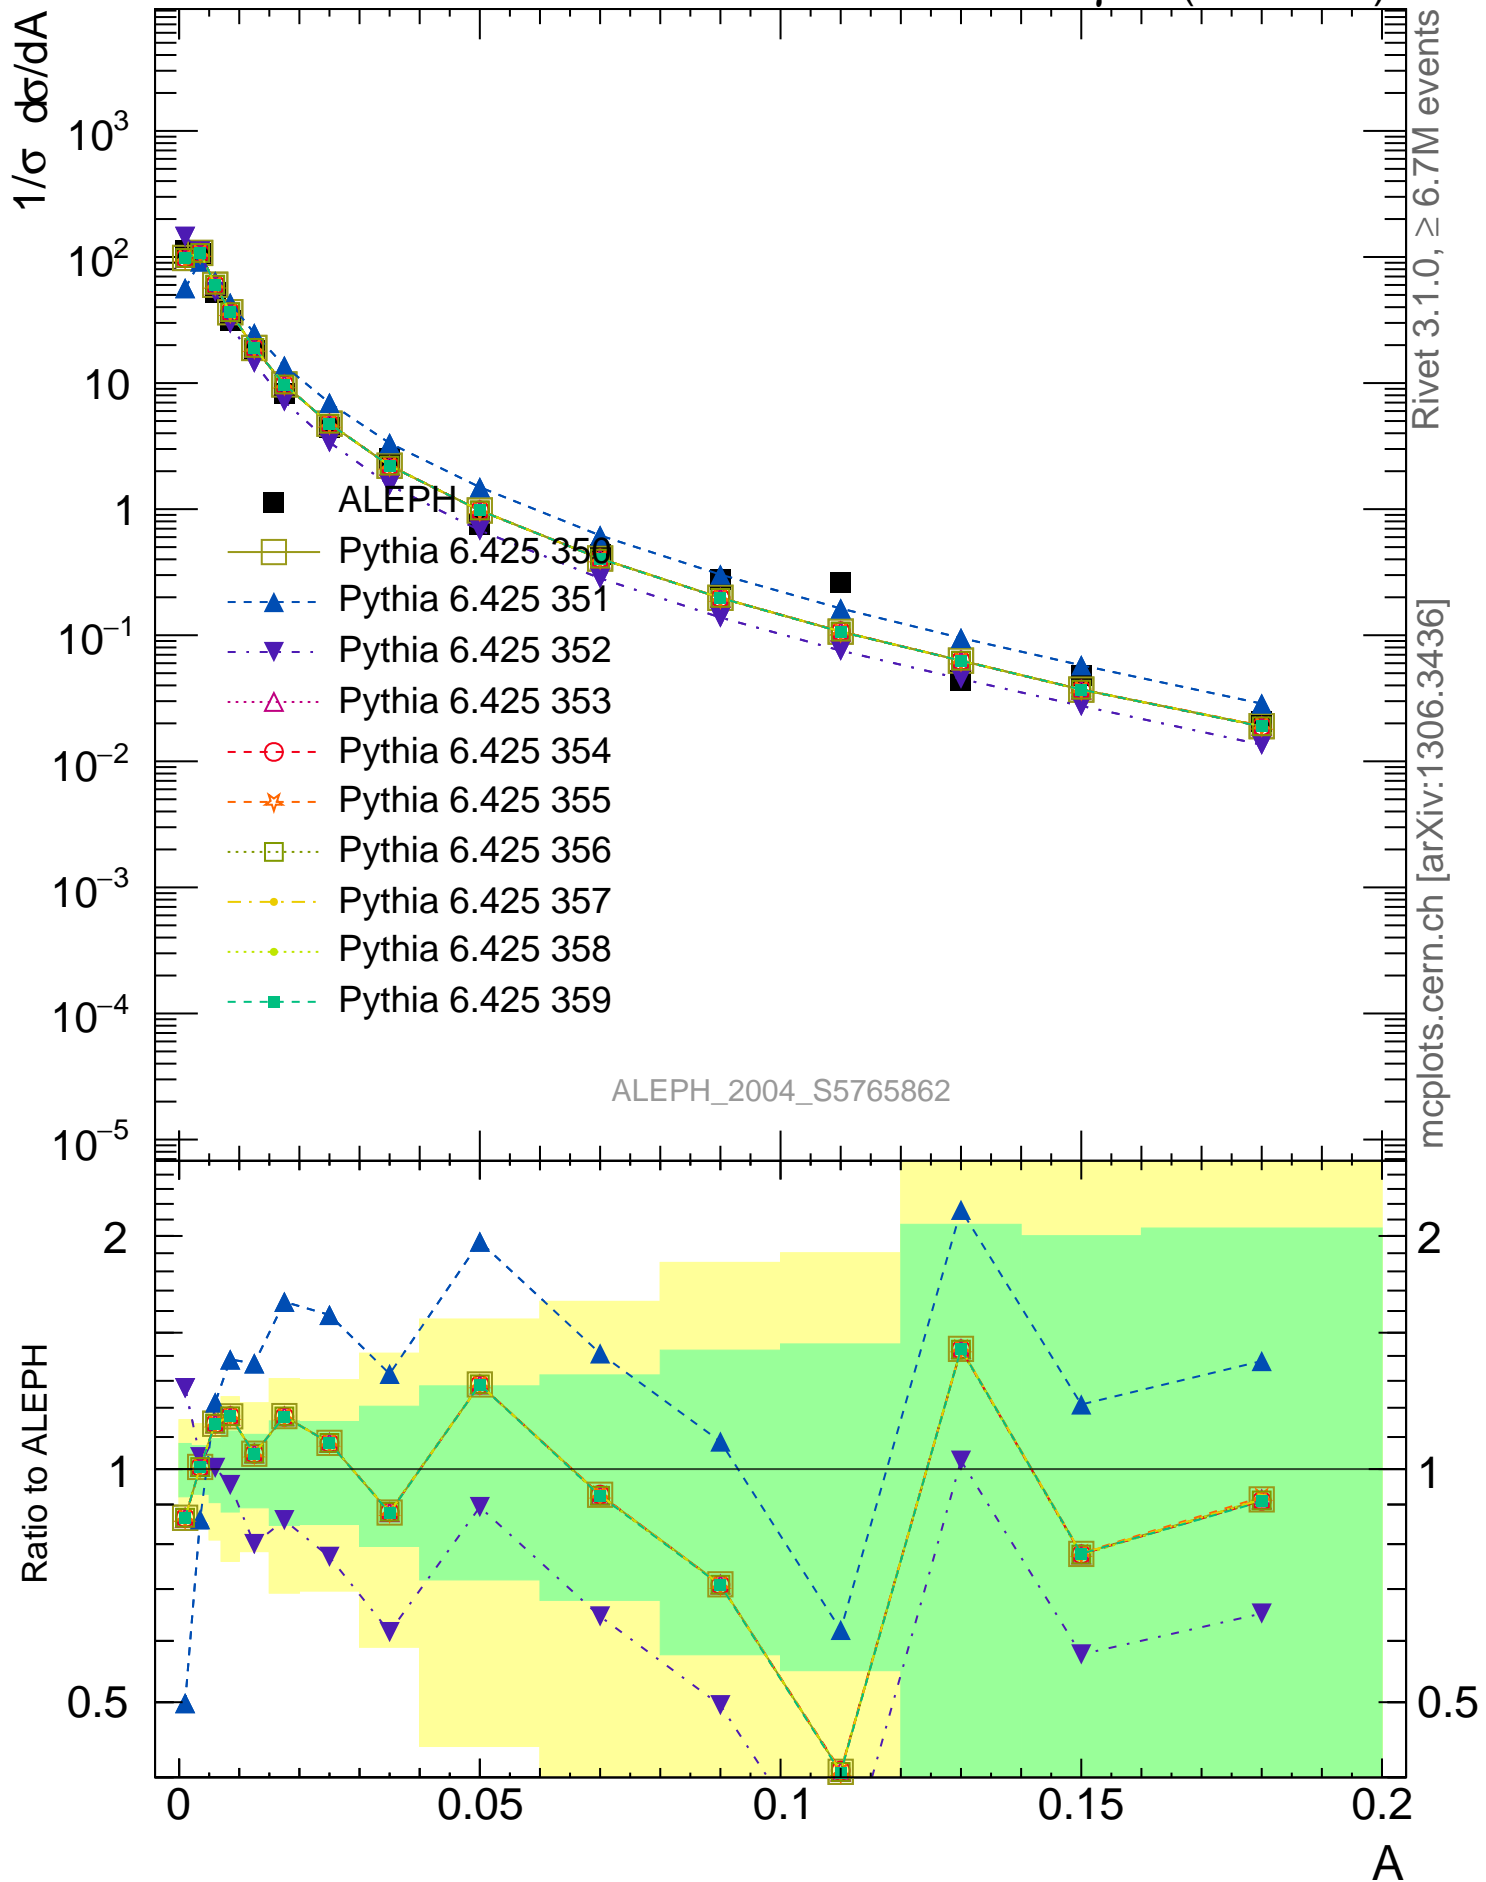 1/σ dσ/dA
10³
10²
10
1
10⁻¹
10⁻²
10⁻³
10⁻⁴
10⁻⁵
ALEPH
Pythia 6.425 350
Pythia 6.425 351
Pythia 6.425 352
Pythia 6.425 353
Pythia 6.425 354
Pythia 6.425 355
Pythia 6.425 356
Pythia 6.425 357
Pythia 6.425 358
Pythia 6.425 359
ALEPH_2004_S5765862
Rivet 3.1.0, ≥ 6.7M events
mcplots.cern.ch [arXiv:1306.3436]
Ratio to ALEPH
2
1
0.5
2
1
0.5
0 0.05 0.1 0.15 0.2
A